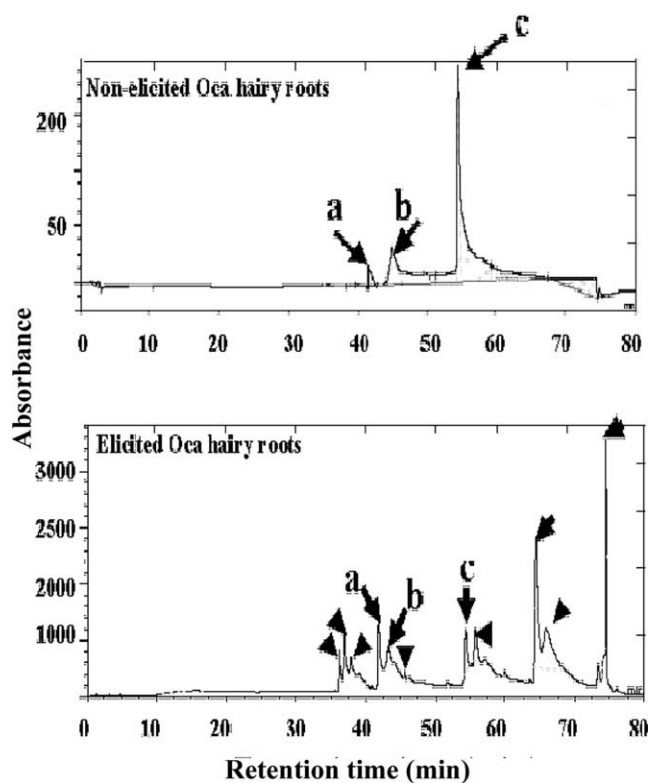 c
Non-elicited Oca hairy roots
200
a
b
50
0 10 20 30 40 50 60 70 80
Absorbance
Elicited Oca hairy roots
3000
2500
2000
a
b
c
1000
0 10 20 30 40 50 60 70 80
Retention time (min)